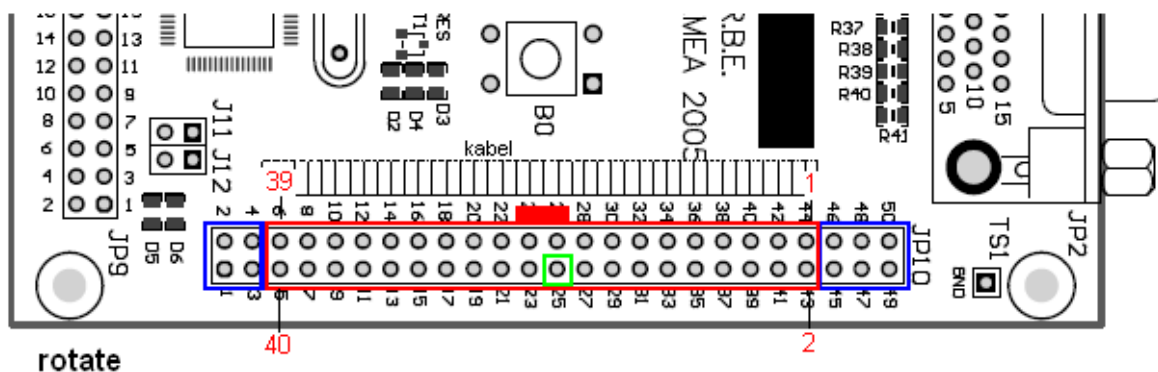 14 13
12 11
10 9
8 7
6 5
4 3
2 1
JP9
D5 D6
J11
J12
T1
RES
D2 D4 D3
B0
R.B.E.
MEA 2005
R37
R38
R39
R40
R41
5 10 15
JP2
TS1
GND
kabel
39 1
2 4 6 8 10 12 14 16 18 20 22 28 30 32 34 36 38 40 42 44 46 48 50
JP10
1 3 5 7 9 11 13 15 17 19 21 23 25 27 29 31 33 35 37 39 41 43 45 47 49
40 2
rotate